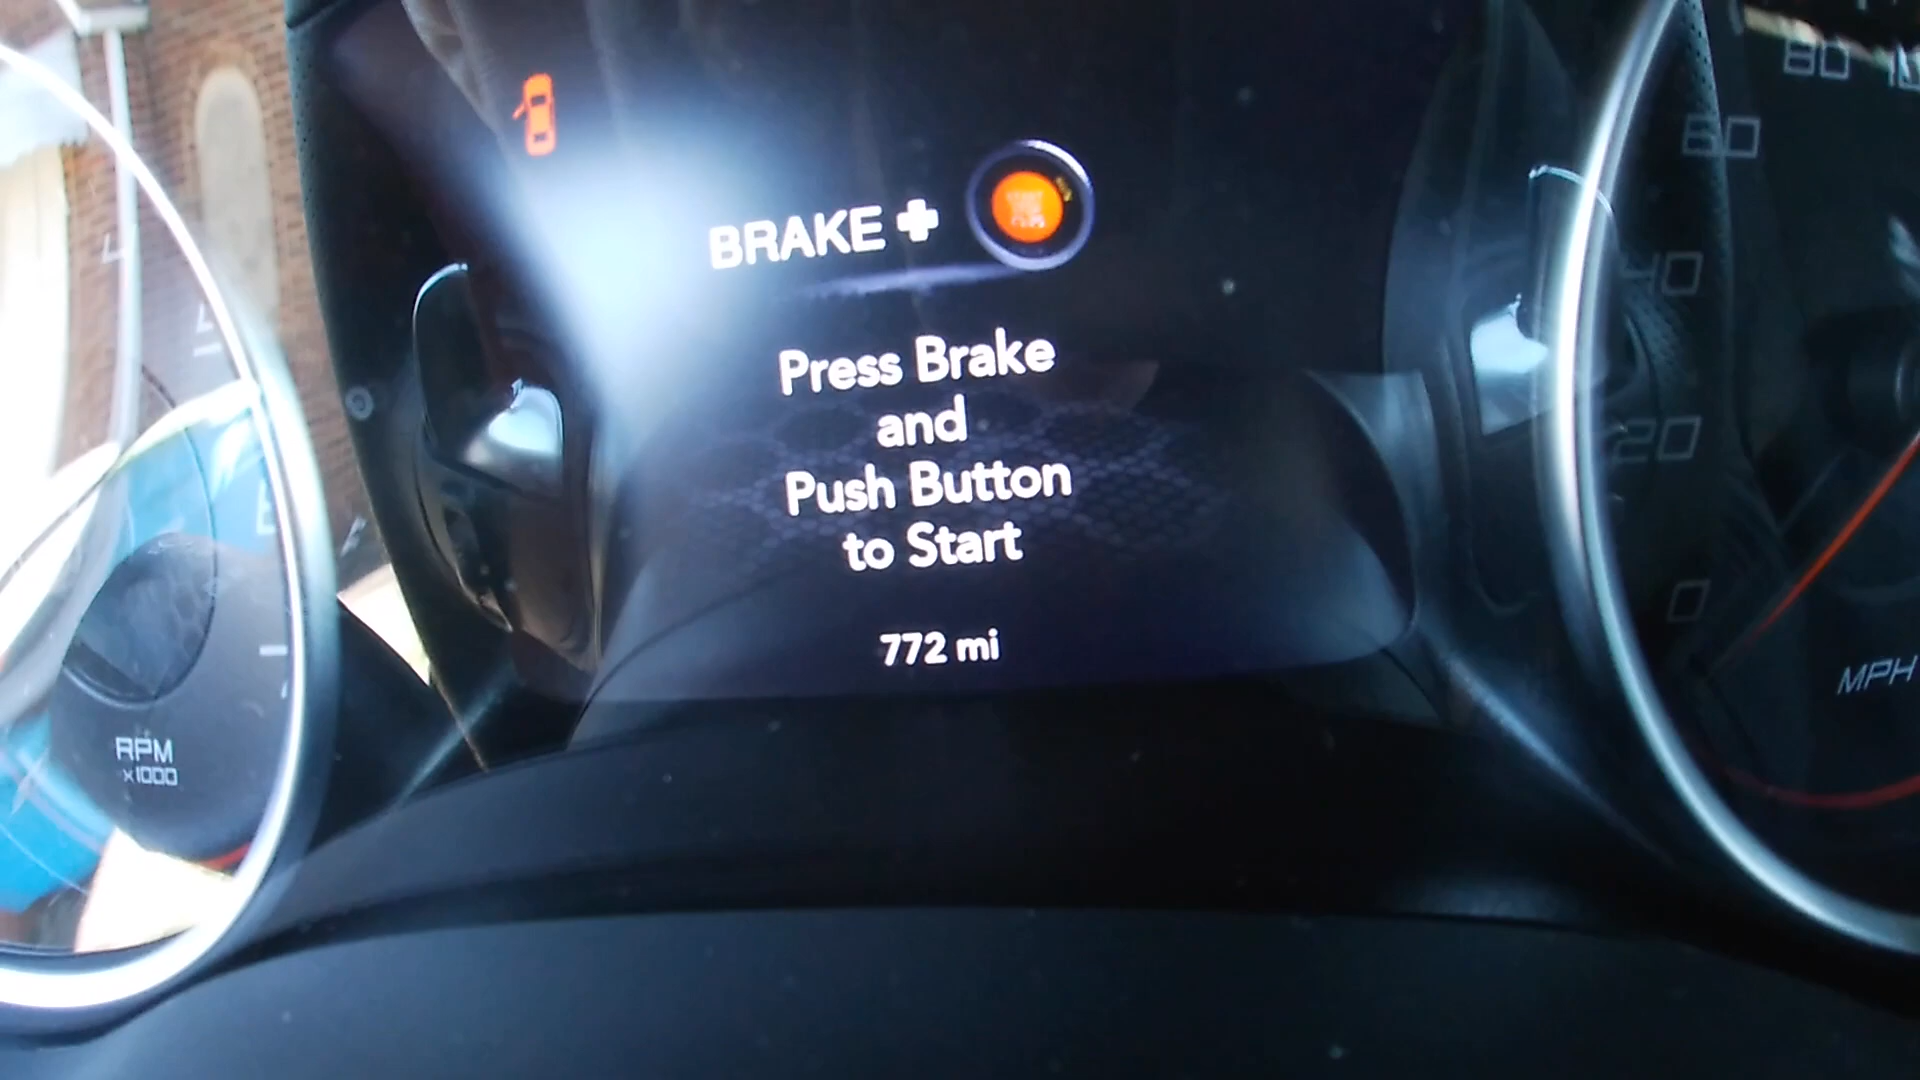 BRAKE +
Press Brake
and
Push Button
to Start
772 mi
RPM
x1000
80
60
40
20
0
MPH